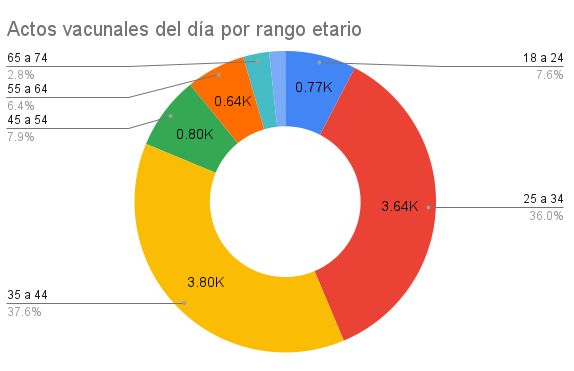 Actos vacunales del día por rango etario
65 a 74
2.8%
55 a 64
6.4%
45 a 54
7.9%
35 a 44
37.6%
18 a 24
7.6%
25 a 34
36.0%
0.77K
3.64K
3.80K
0.80K
0.64K